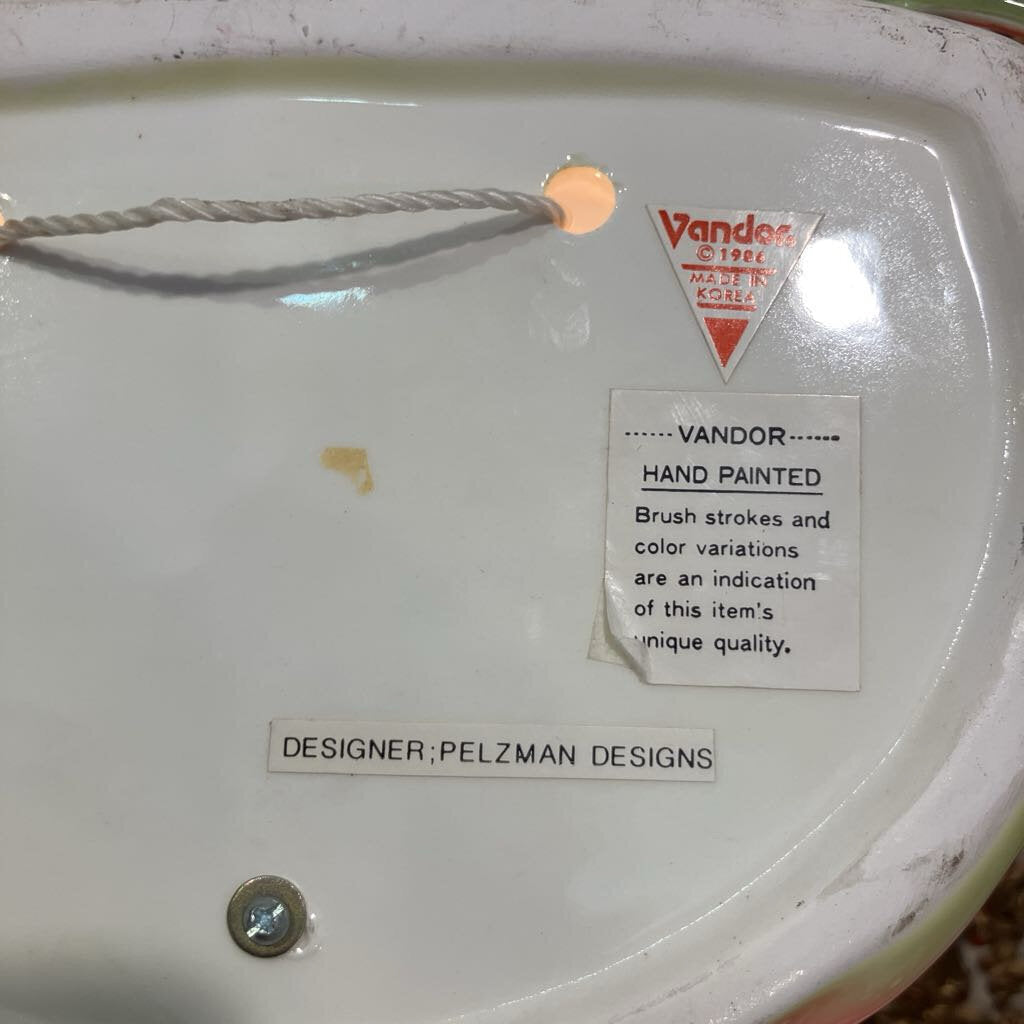 Vandor®
© 1986
MADE IN
KOREA
------ VANDOR------
HAND PAINTED
Brush strokes and
color variations
are an indication
of this item's
unique quality.
DESIGNER;PELZMAN DESIGNS